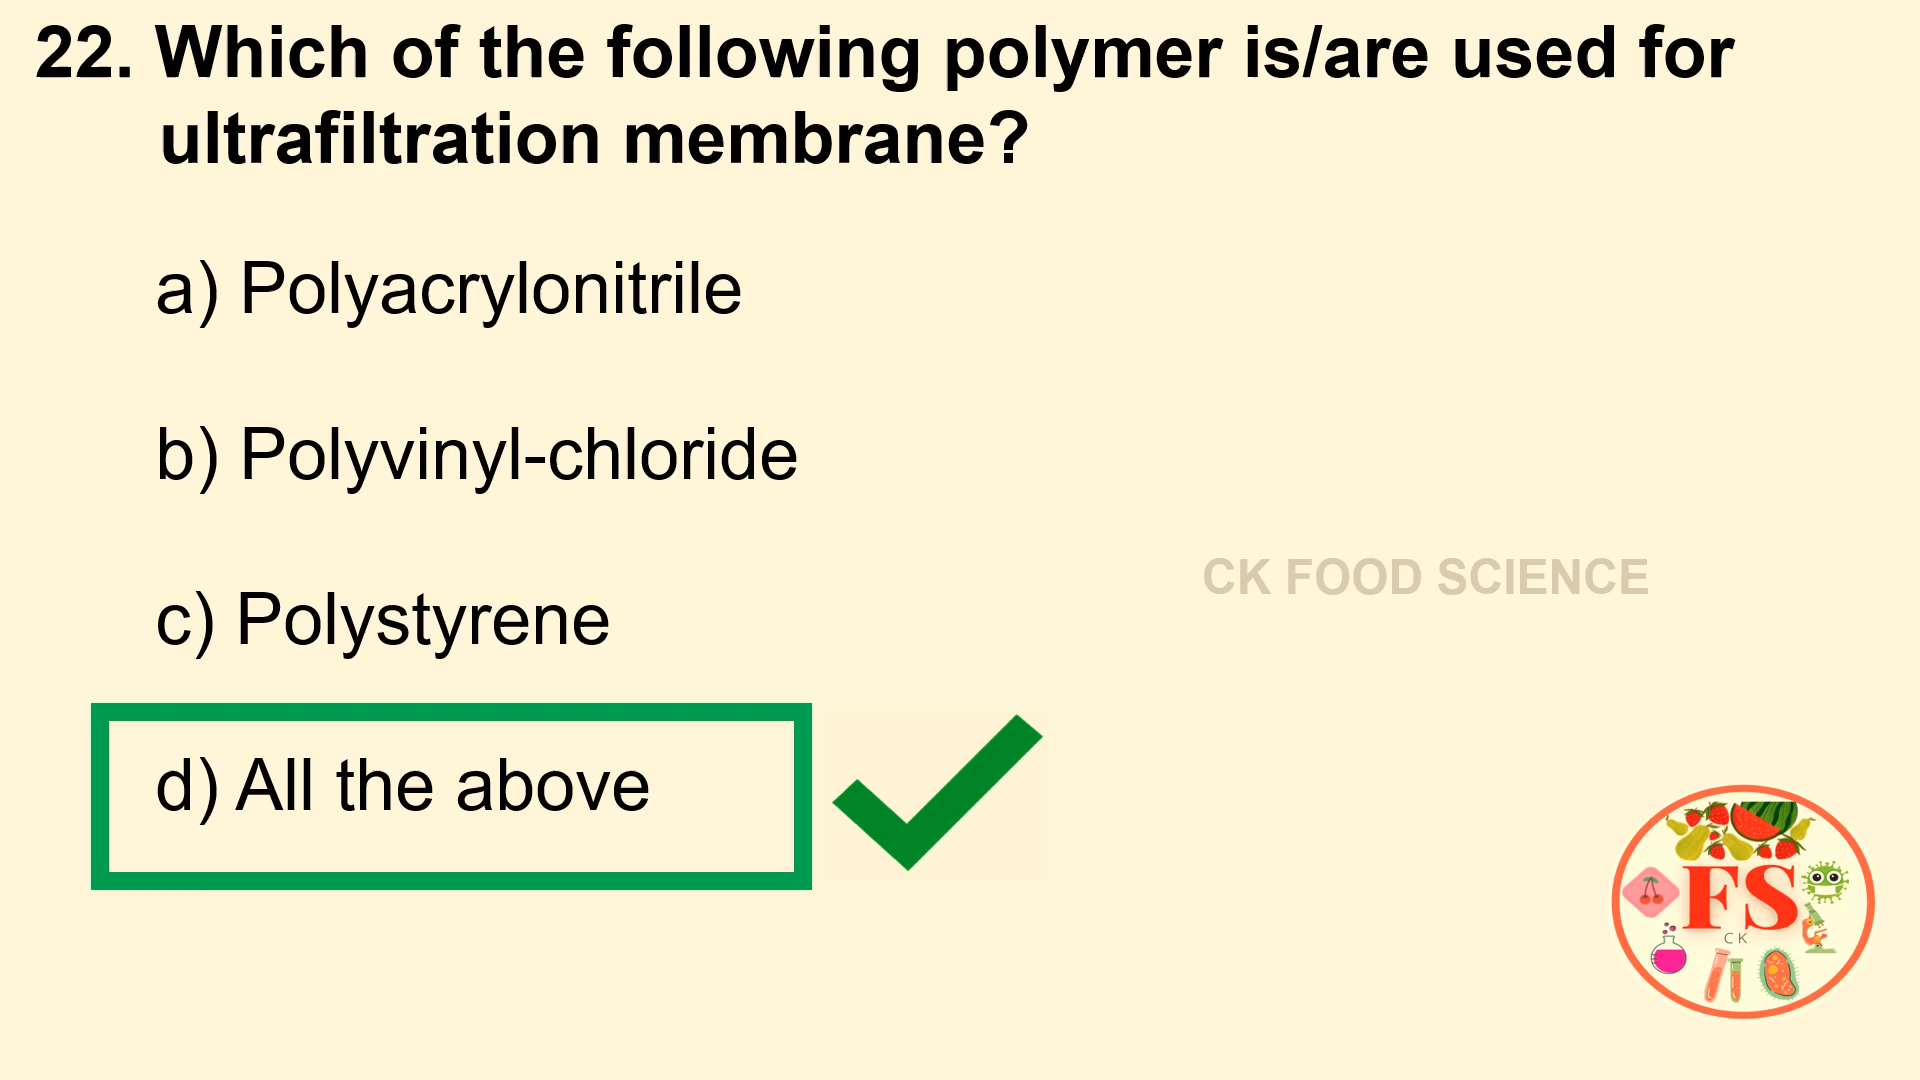 22. Which of the following polymer is/are used for
ultrafiltration membrane?
a) Polyacrylonitrile
b) Polyvinyl-chloride
c) Polystyrene
d) All the above
CK FOOD SCIENCE
FS
CK